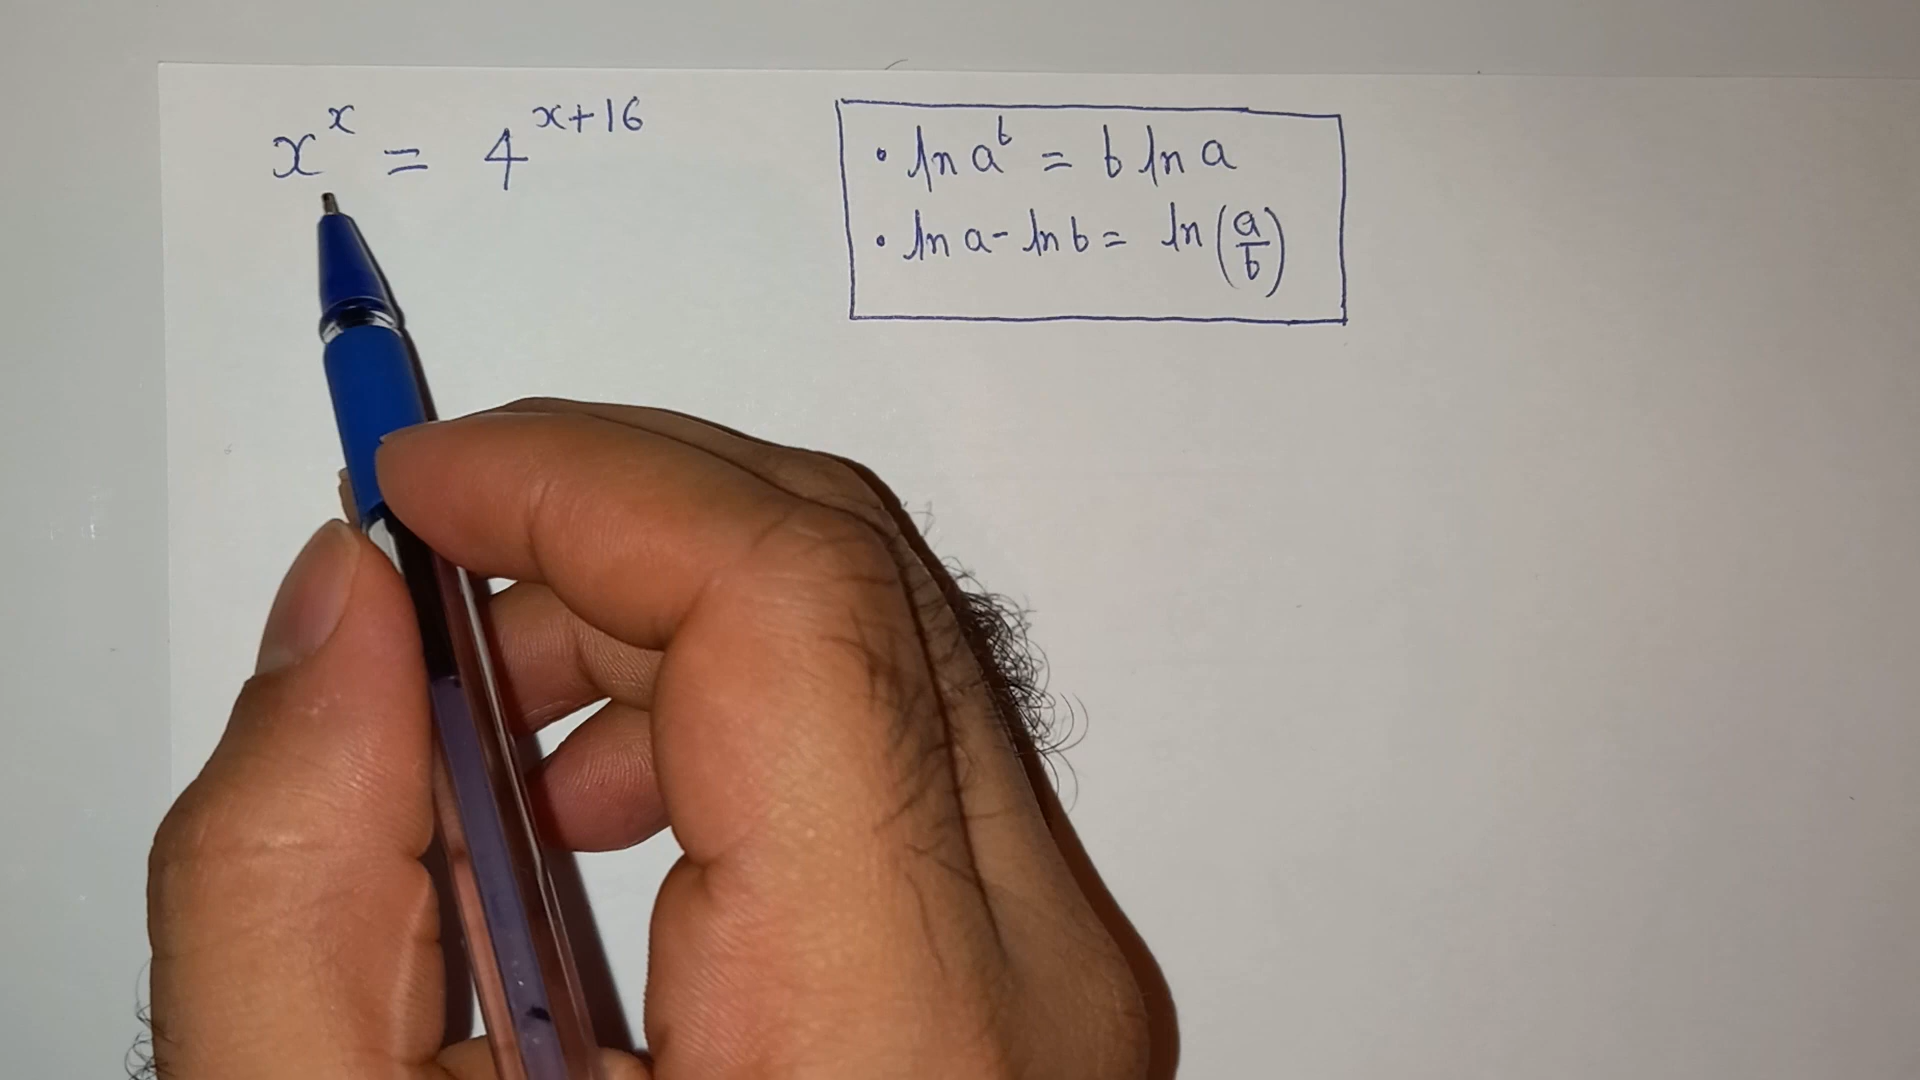 x^x = 4^{x+16}
• ln a^b = b ln a
• ln a - ln b = ln (a/b)